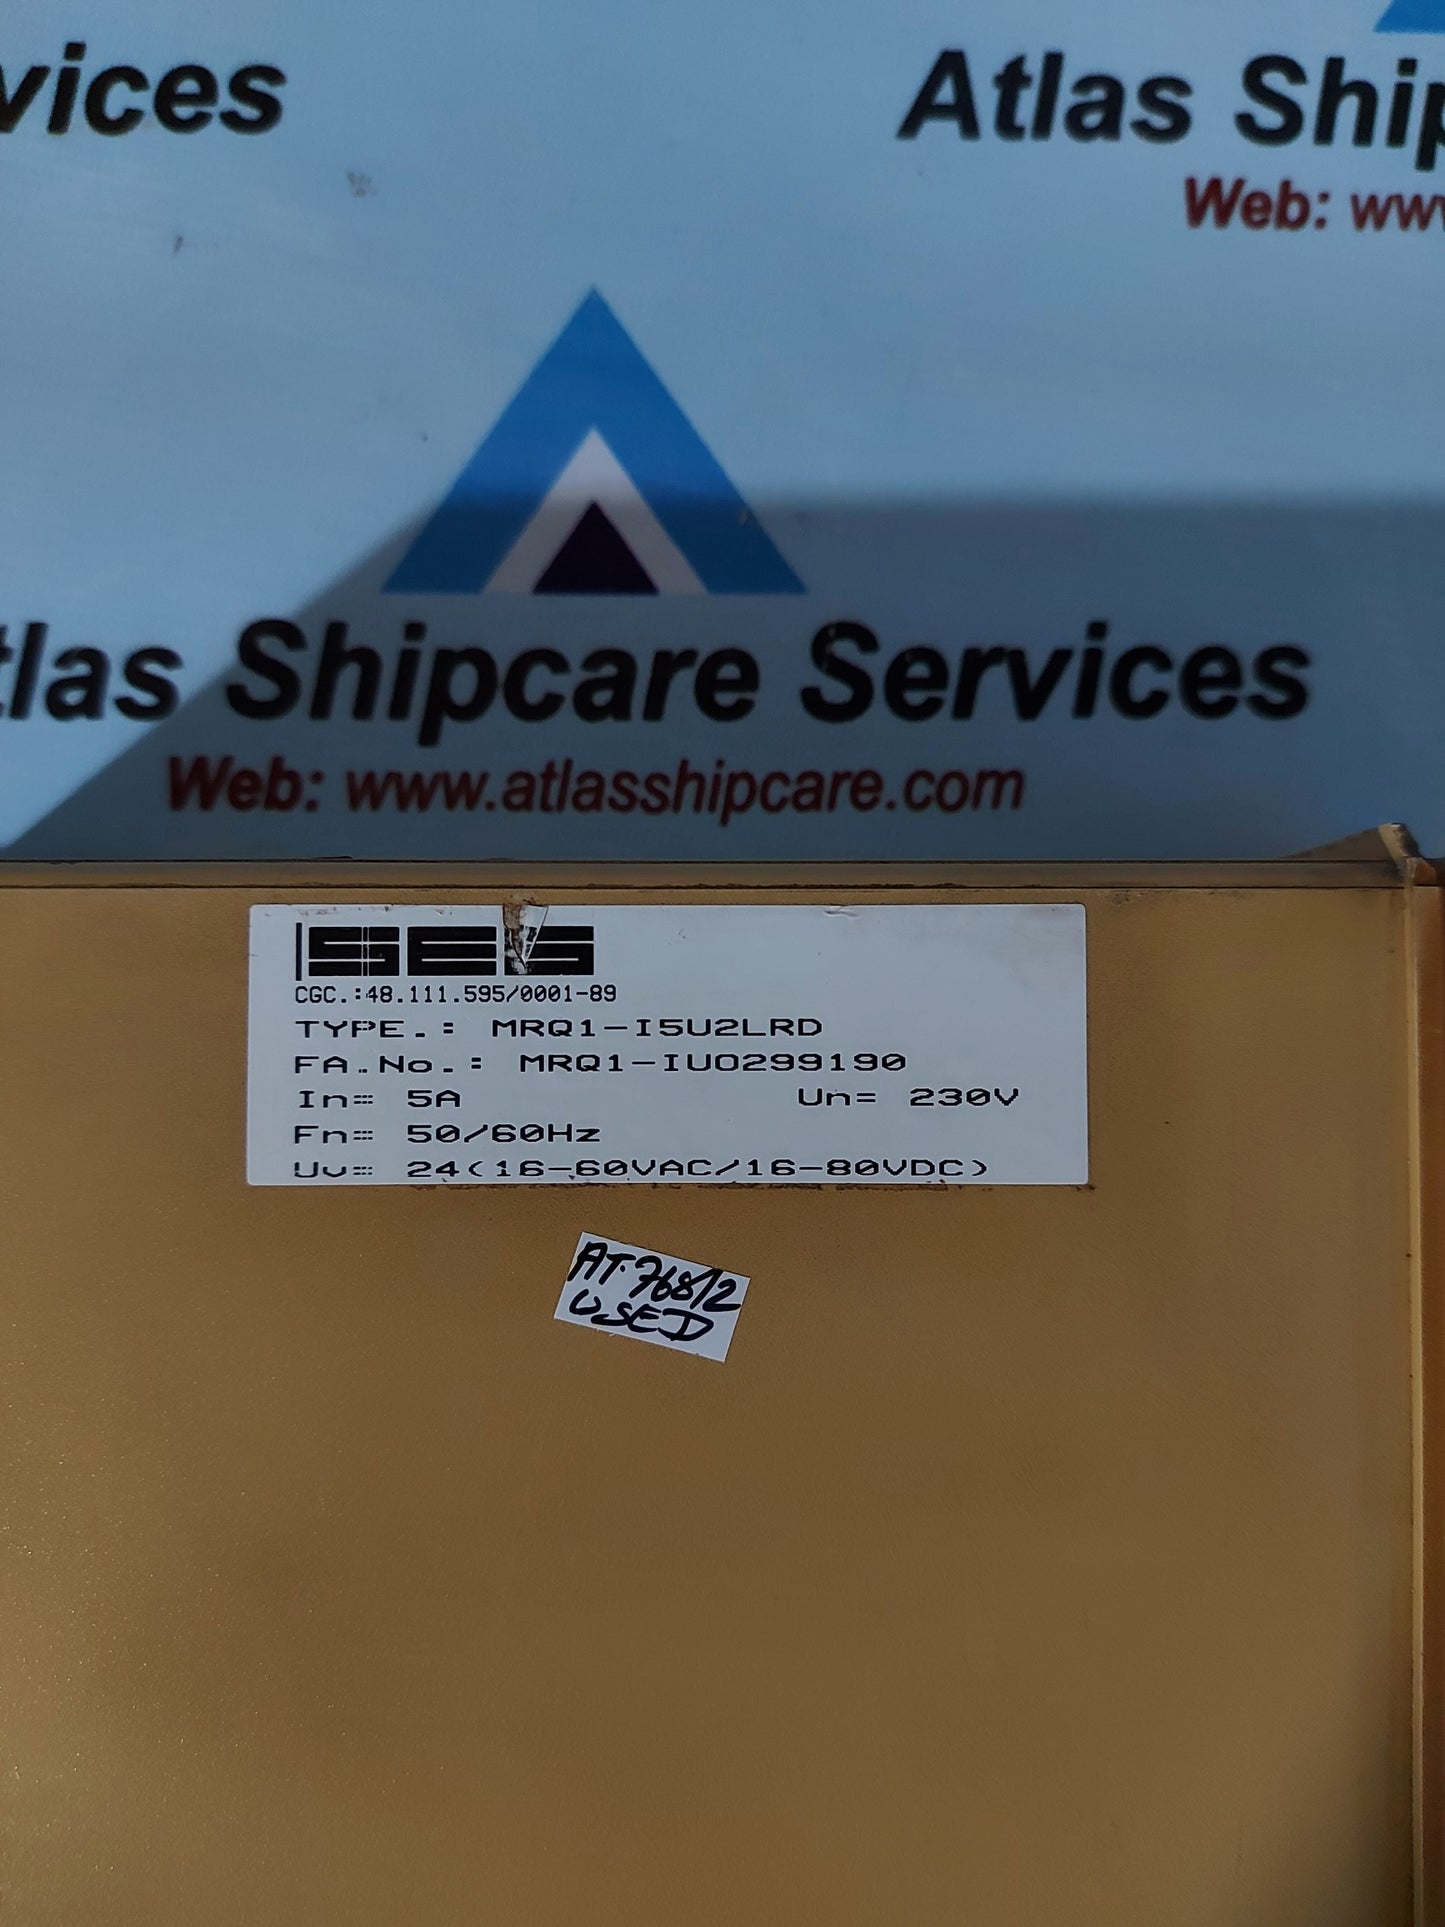 vices
Atlas Ship
Web: www
tlas Shipcare Services
Web: www.atlasshipcare.com
SEG
CGC.:48.111.595/0001-89
TYPE.: MRQ1-I5U2LRD
FA.No.: MRQ1-IU0299190
In= 5A Un= 230V
Fn= 50/60Hz
Uv= 24(16-60VAC/16-80VDC)
AT.768/2
USED